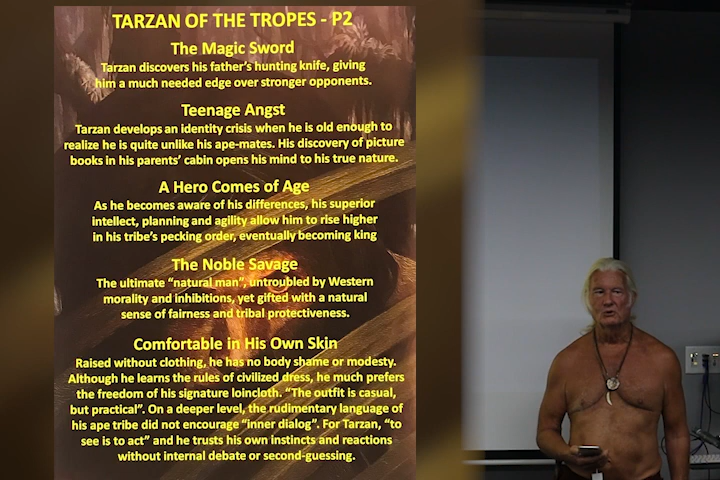 TARZAN OF THE TROPES - P2
The Magic Sword
Tarzan discovers his father's hunting knife, giving
him a much needed edge over stronger opponents.
Teenage Angst
Tarzan develops an identity crisis when he is old enough to
realize he is quite unlike his ape-mates. His discovery of picture
books in his parents' cabin opens his mind to his true nature.
A Hero Comes of Age
As he becomes aware of his differences, his superior
intellect, planning and agility allow him to rise higher
in his tribe's pecking order, eventually becoming king
The Noble Savage
The ultimate "natural man", untroubled by Western
morality and inhibitions, yet gifted with a natural
sense of fairness and tribal protectiveness.
Comfortable in His Own Skin
Raised without clothing, he has no body shame or modesty.
Although he learns the rules of civilized dress, he much prefers
the freedom of his signature loincloth. "The outfit is casual,
but practical". On a deeper level, the rudimentary language of
his ape tribe did not encourage "inner dialog". For Tarzan, "to
see is to act" and he trusts his own instincts and reactions
without internal debate or second-guessing.